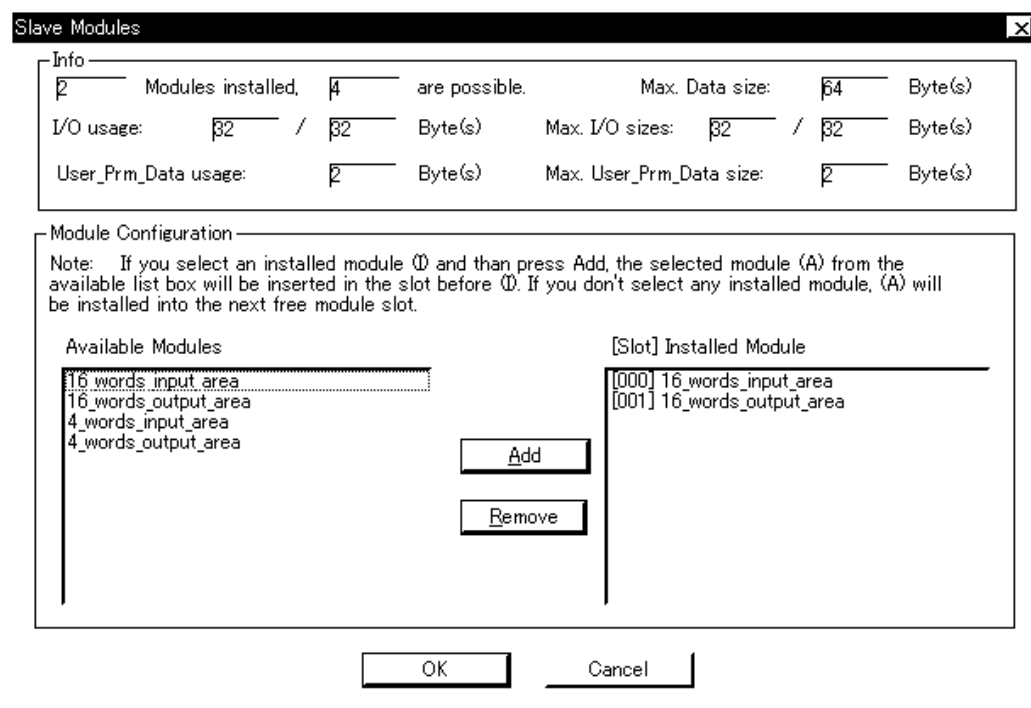 Slave Modules
Info
2 Modules installed, 4 are possible. Max. Data size: 64 Byte(s)
I/O usage: 32 / 32 Byte(s) Max. I/O sizes: 32 / 32 Byte(s)
User_Prm_Data usage: 2 Byte(s) Max. User_Prm_Data size: 2 Byte(s)
Module Configuration
Note: If you select an installed module (I) and than press Add, the selected module (A) from the
available list box will be inserted in the slot before (I). If you don't select any installed module, (A) will
be installed into the next free module slot.
Available Modules
16_words_input_area
16_words_output_area
4_words_input_area
4_words_output_area
Add
Remove
[Slot] Installed Module
[000] 16_words_input_area
[001] 16_words_output_area
OK Cancel